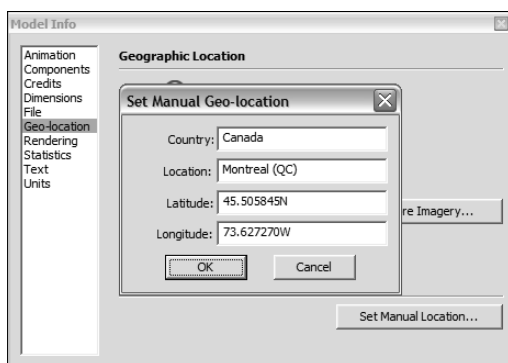 Model Info
Animation
Components
Credits
Dimensions
File
Geo-location
Rendering
Statistics
Text
Units
Geographic Location
Set Manual Geo-location
Country: Canada
Location: Montreal (QC)
Latitude: 45.505845N
Longitude: 73.627270W
OK Cancel
re Imagery...
Set Manual Location...